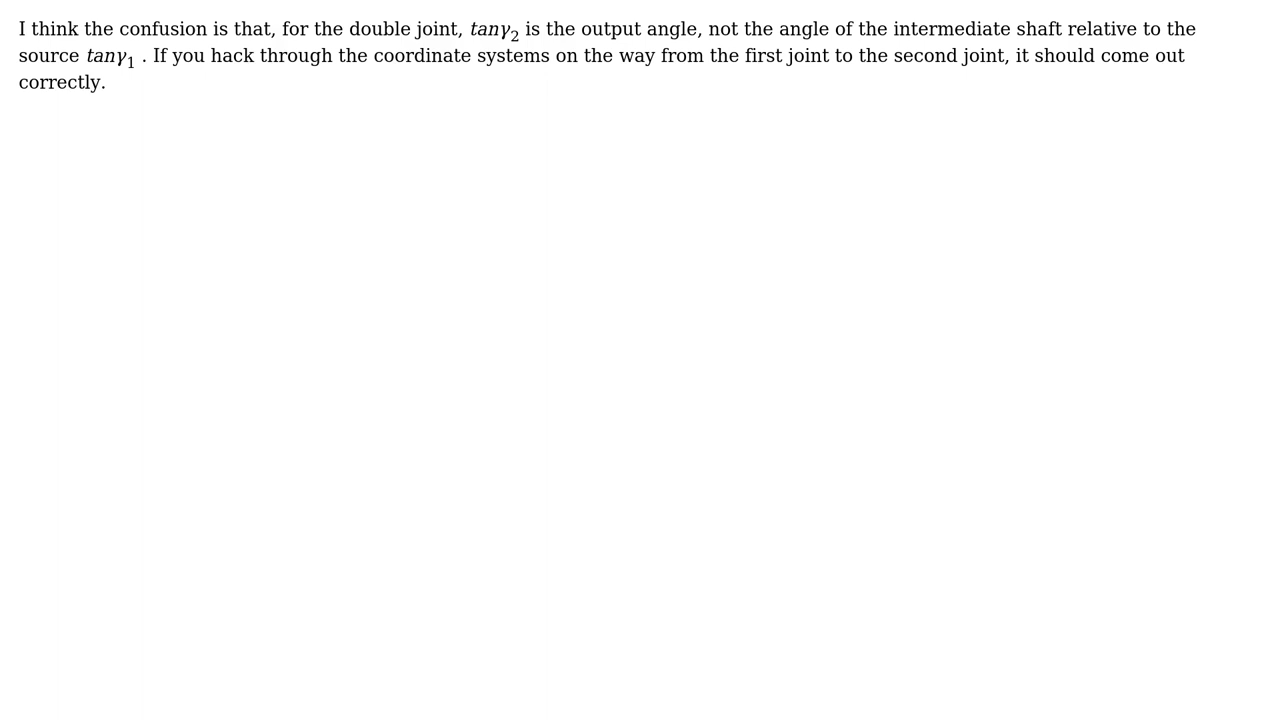 I think the confusion is that, for the double joint, tanγ₂ is the output angle, not the angle of the intermediate shaft relative to the
source tanγ₁ . If you hack through the coordinate systems on the way from the first joint to the second joint, it should come out
correctly.